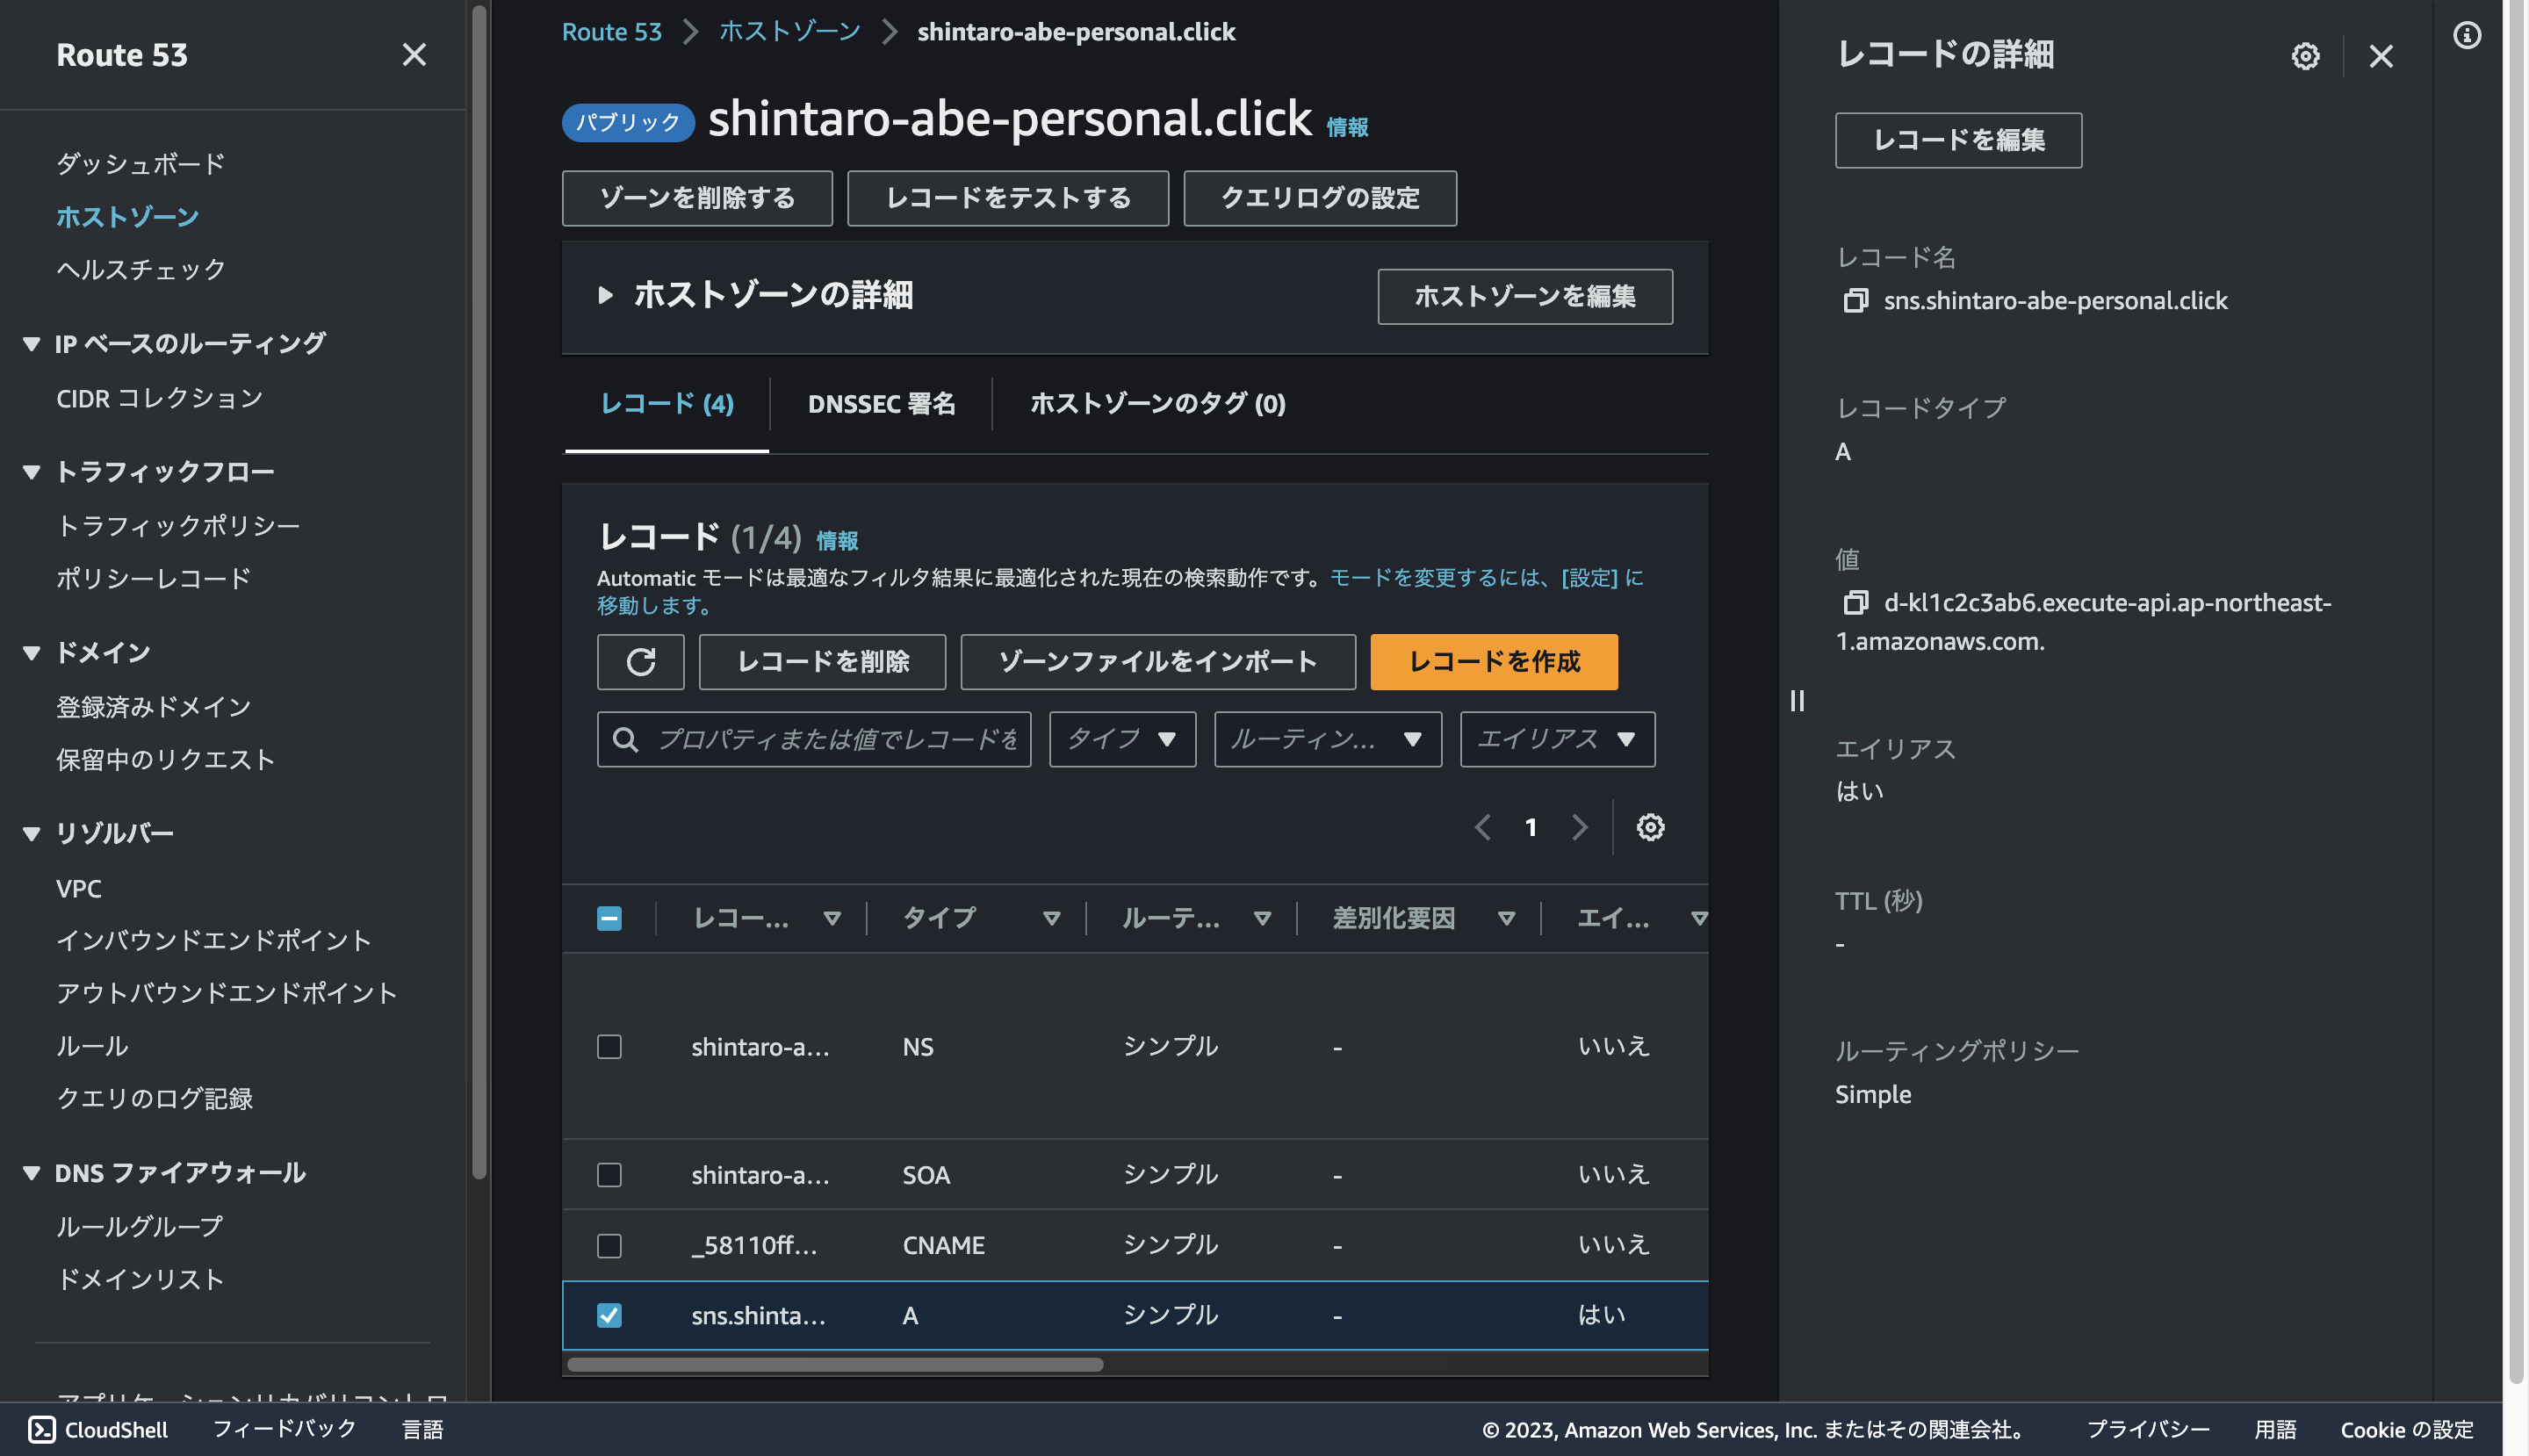 Route 53
ダッシュボード
ホストゾーン
ヘルスチェック
IP ベースのルーティング
CIDR コレクション
トラフィックフロー
トラフィックポリシー
ポリシーレコード
ドメイン
登録済みドメイン
保留中のリクエスト
リゾルバー
VPC
インバウンドエンドポイント
アウトバウンドエンドポイント
ルール
クエリのログ記録
DNS ファイアウォール
ルールグループ
ドメインリスト
アプリケーションリカバリコントロ
Route 53 ホストゾーン shintaro-abe-personal.click
パブリック shintaro-abe-personal.click 情報
ゾーンを削除する レコードをテストする クエリログの設定
ホストゾーンの詳細 ホストゾーンを編集
レコード (4) DNSSEC 署名 ホストゾーンのタグ (0)
レコード (1/4) 情報
Automatic モードは最適なフィルタ結果に最適化された現在の検索動作です。モードを変更するには、[設定] に
移動します。
レコードを削除 ゾーンファイルをインポート レコードを作成
プロパティまたは値でレコードを タイプ ルーティン... エイリアス
1
レコー... タイプ ルーテ... 差別化要因 エイ...
shintaro-a... NS シンプル - いいえ
shintaro-a... SOA シンプル - いいえ
_58110ff... CNAME シンプル - いいえ
sns.shinta... A シンプル - はい
レコードの詳細
レコードを編集
レコード名
sns.shintaro-abe-personal.click
レコードタイプ
A
値
d-kl1c2c3ab6.execute-api.ap-northeast-
1.amazonaws.com.
エイリアス
はい
TTL (秒)
-
ルーティングポリシー
Simple
CloudShell フィードバック 言語 © 2023, Amazon Web Services, Inc. またはその関連会社。 プライバシー 用語 Cookie の設定